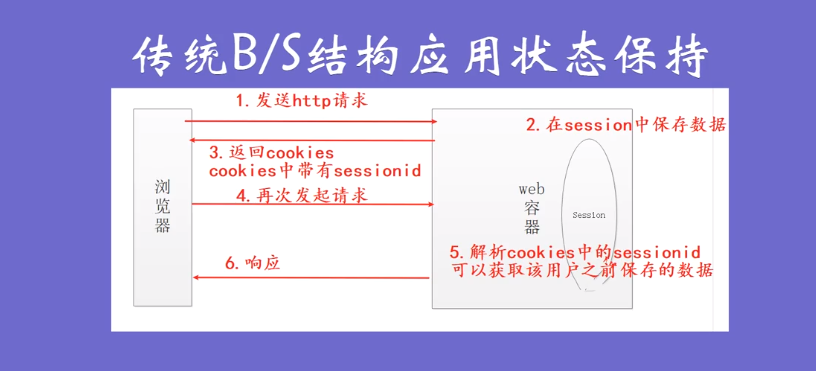 传统B/S结构应用状态保持
1.发送http请求
2.在session中保存数据
3.返回cookies
cookies中带有sessionid
4.再次发起请求
浏览器
web
容器
Session
5.解析cookies中的sessionid
可以获取该用户之前保存的数据
6.响应